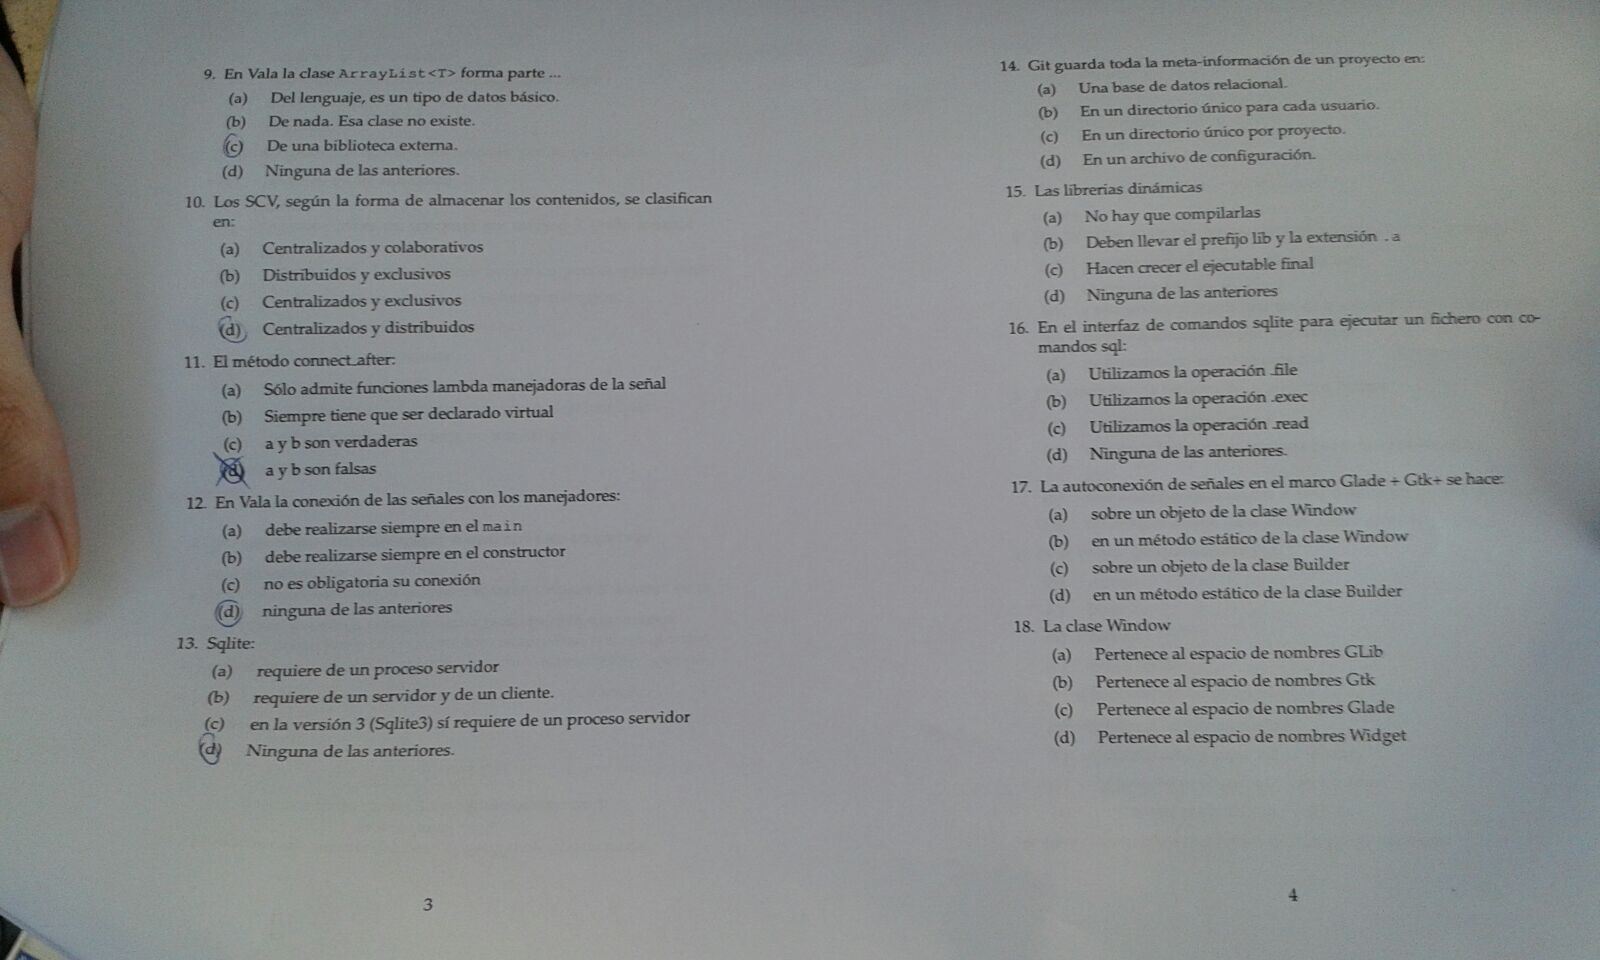 9. En Vala la clase ArrayList<T> forma parte ...
(a) Del lenguaje, es un tipo de datos básico.
(b) De nada. Esa clase no existe.
(c) De una biblioteca externa.
(d) Ninguna de las anteriores.
10. Los SCV, según la forma de almacenar los contenidos, se clasifican
en:
(a) Centralizados y colaborativos
(b) Distribuidos y exclusivos
(c) Centralizados y exclusivos
(d) Centralizados y distribuidos
11. El método connect_after:
(a) Sólo admite funciones lambda manejadoras de la señal
(b) Siempre tiene que ser declarado virtual
(c) a y b son verdaderas
(d) a y b son falsas
12. En Vala la conexión de las señales con los manejadores:
(a) debe realizarse siempre en el main
(b) debe realizarse siempre en el constructor
(c) no es obligatoria su conexión
(d) ninguna de las anteriores
13. Sqlite:
(a) requiere de un proceso servidor
(b) requiere de un servidor y de un cliente.
(c) en la versión 3 (Sqlite3) sí requiere de un proceso servidor
(d) Ninguna de las anteriores.
3
14. Git guarda toda la meta-información de un proyecto en:
(a) Una base de datos relacional.
(b) En un directorio único para cada usuario.
(c) En un directorio único por proyecto.
(d) En un archivo de configuración.
15. Las librerias dinámicas
(a) No hay que compilarlas
(b) Deben llevar el prefijo lib y la extensión .a
(c) Hacen crecer el ejecutable final
(d) Ninguna de las anteriores
16. En el interfaz de comandos sqlite para ejecutar un fichero con co-
mandos sql:
(a) Utilizamos la operación .file
(b) Utilizamos la operación .exec
(c) Utilizamos la operación .read
(d) Ninguna de las anteriores.
17. La autoconexión de señales en el marco Glade + Gtk+ se hace:
(a) sobre un objeto de la clase Window
(b) en un método estático de la clase Window
(c) sobre un objeto de la clase Builder
(d) en un método estático de la clase Builder
18. La clase Window
(a) Pertenece al espacio de nombres GLib
(b) Pertenece al espacio de nombres Gtk
(c) Pertenece al espacio de nombres Glade
(d) Pertenece al espacio de nombres Widget
4